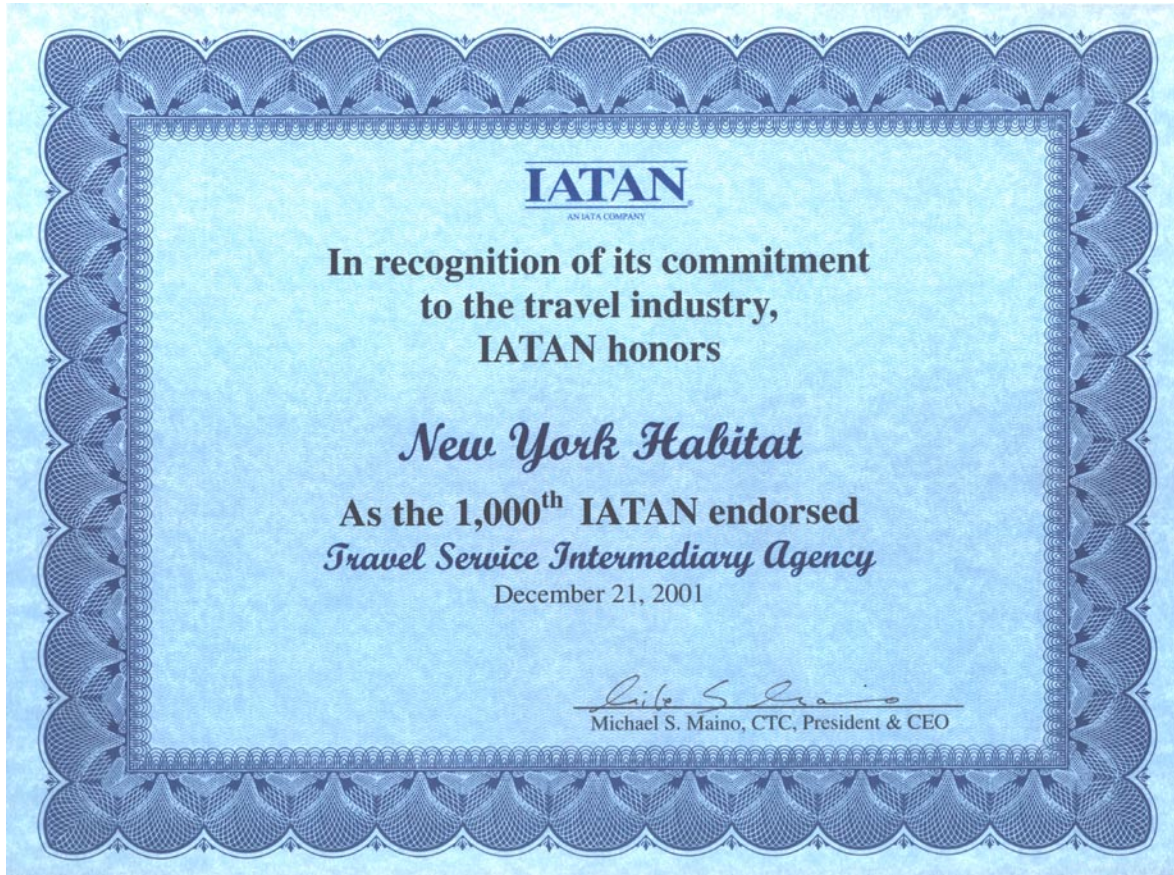 IATAN
AN IATA COMPANY
In recognition of its commitment
to the travel industry,
IATAN honors
New York Habitat
As the 1,000th IATAN endorsed
Travel Service Intermediary Agency
December 21, 2001
Michael S. Maino, CTC, President & CEO